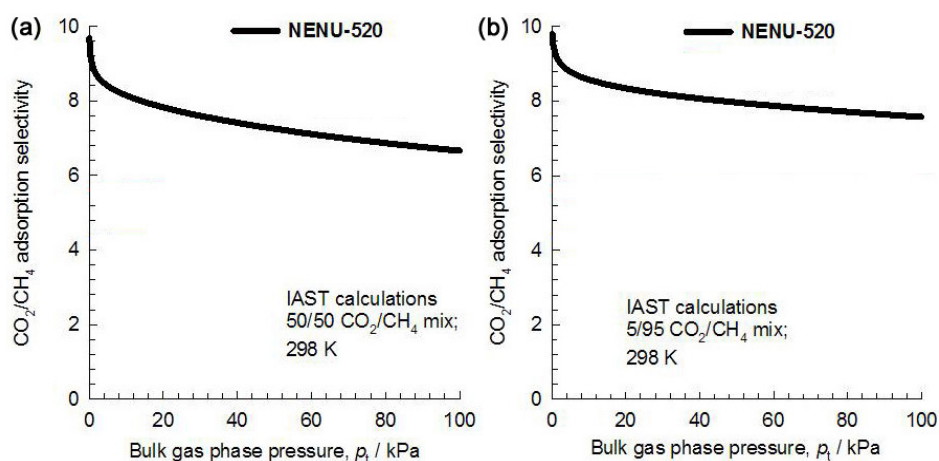 (a)
NENU-520
CO2/CH4 adsorption selectivity
10
8
6
4
2
0
IAST calculations
50/50 CO2/CH4 mix;
298 K
0 20 40 60 80 100
Bulk gas phase pressure, pt / kPa
(b)
NENU-520
CO2/CH4 adsorption selectivity
10
8
6
4
2
0
IAST calculations
5/95 CO2/CH4 mix;
298 K
0 20 40 60 80 100
Bulk gas phase pressure, pt / kPa